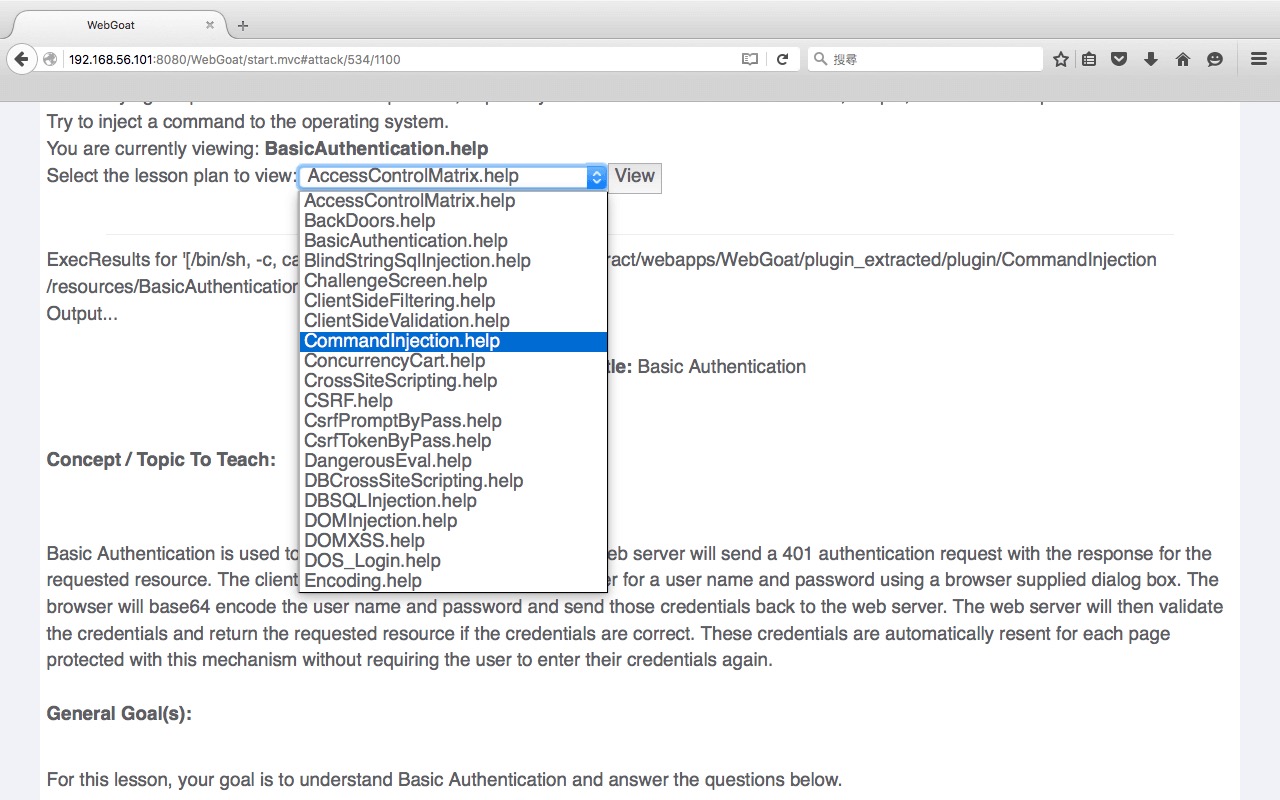 WebGoat
192.168.56.101:8080/WebGoat/start.mvc#attack/534/1100
搜尋
Try to inject a command to the operating system.
You are currently viewing: BasicAuthentication.help
Select the lesson plan to view: AccessControlMatrix.help View
AccessControlMatrix.help
BackDoors.help
BasicAuthentication.help
BlindStringSqlInjection.help
ChallengeScreen.help
ClientSideFiltering.help
ClientSideValidation.help
CommandInjection.help
ConcurrencyCart.help
CrossSiteScripting.help
CSRF.help
CsrfPromptByPass.help
CsrfTokenByPass.help
DangerousEval.help
DBCrossSiteScripting.help
DBSQLInjection.help
DOMInjection.help
DOMXSS.help
DOS_Login.help
Encoding.help
ExecResults for '[/bin/sh, -c, ca ract/webapps/WebGoat/plugin_extracted/plugin/CommandInjection
/resources/BasicAuthentication
Output...
tle: Basic Authentication
Concept / Topic To Teach:
Basic Authentication is used to eb server will send a 401 authentication request with the response for the
requested resource. The client er for a user name and password using a browser supplied dialog box. The
browser will base64 encode the user name and password and send those credentials back to the web server. The web server will then validate
the credentials and return the requested resource if the credentials are correct. These credentials are automatically resent for each page
protected with this mechanism without requiring the user to enter their credentials again.
General Goal(s):
For this lesson, your goal is to understand Basic Authentication and answer the questions below.